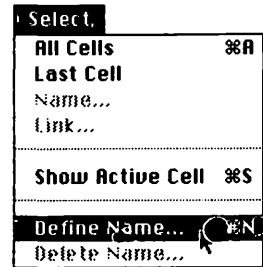 Select,
All Cells ⌘A
Last Cell
Name...
Link...
Show Active Cell ⌘S
Define Name... ⌘N
Delete Name...